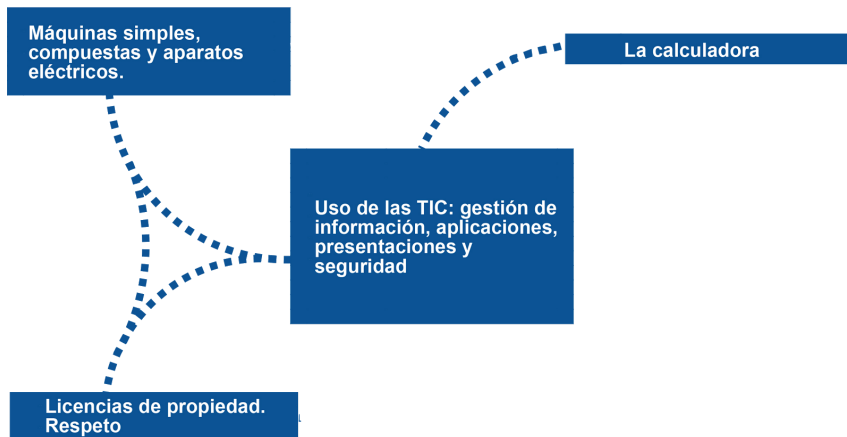 Máquinas simples,
compuestas y aparatos
eléctricos.
La calculadora
Uso de las TIC: gestión de
información, aplicaciones,
presentaciones y
seguridad
Licencias de propiedad.
Respeto